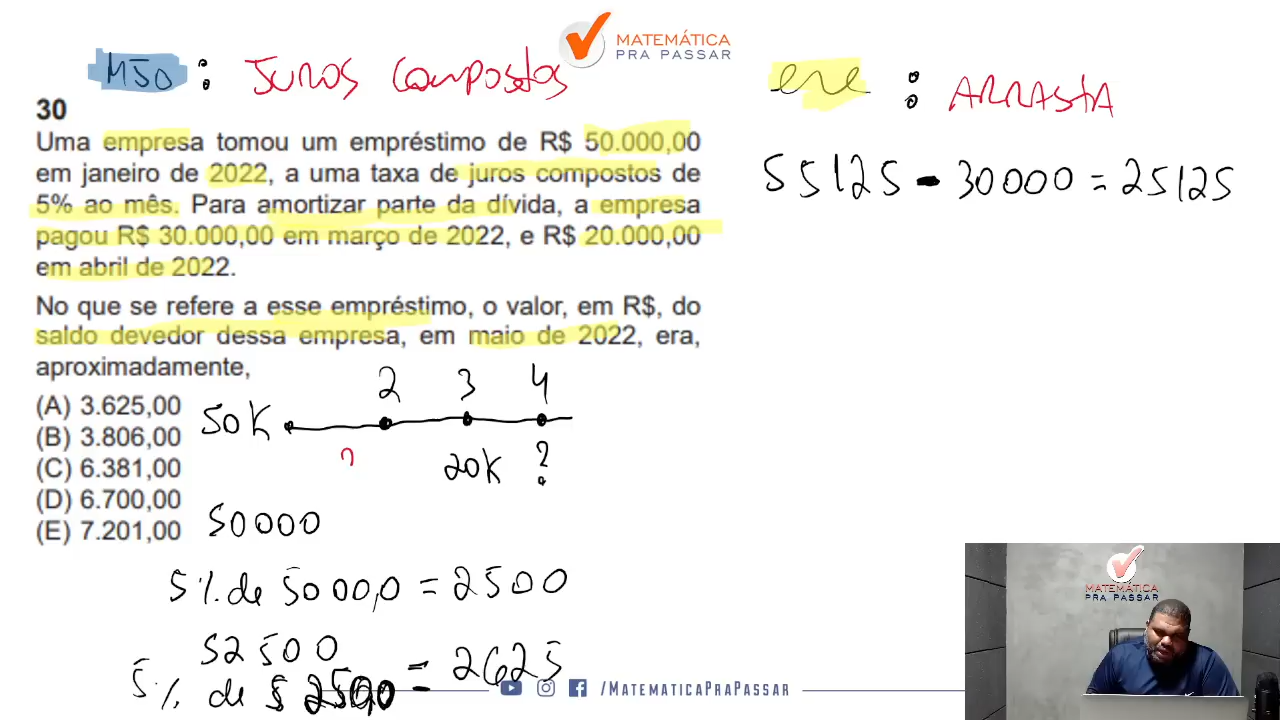 MATEMÁTICA
PRA PASSAR
MJO : JUROS COMPOSTOS
30
Uma empresa tomou um empréstimo de R$ 50.000,00
em janeiro de 2022, a uma taxa de juros compostos de
5% ao mês. Para amortizar parte da dívida, a empresa
pagou R$ 30.000,00 em março de 2022, e R$ 20.000,00
em abril de 2022.
No que se refere a esse empréstimo, o valor, em R$, do
saldo devedor dessa empresa, em maio de 2022, era,
aproximadamente,
(A) 3.625,00
(B) 3.806,00
(C) 6.381,00
(D) 6.700,00
(E) 7.201,00
2 3 4
50K
20K ?
50000
5% de 5000,0 = 2500
52500
5% de 52500 = 2625
: ARRASTA
55125 - 30000 = 25125
/MATEMATICAPRAPASSAR
MATEMÁTICA
PRA PASSAR